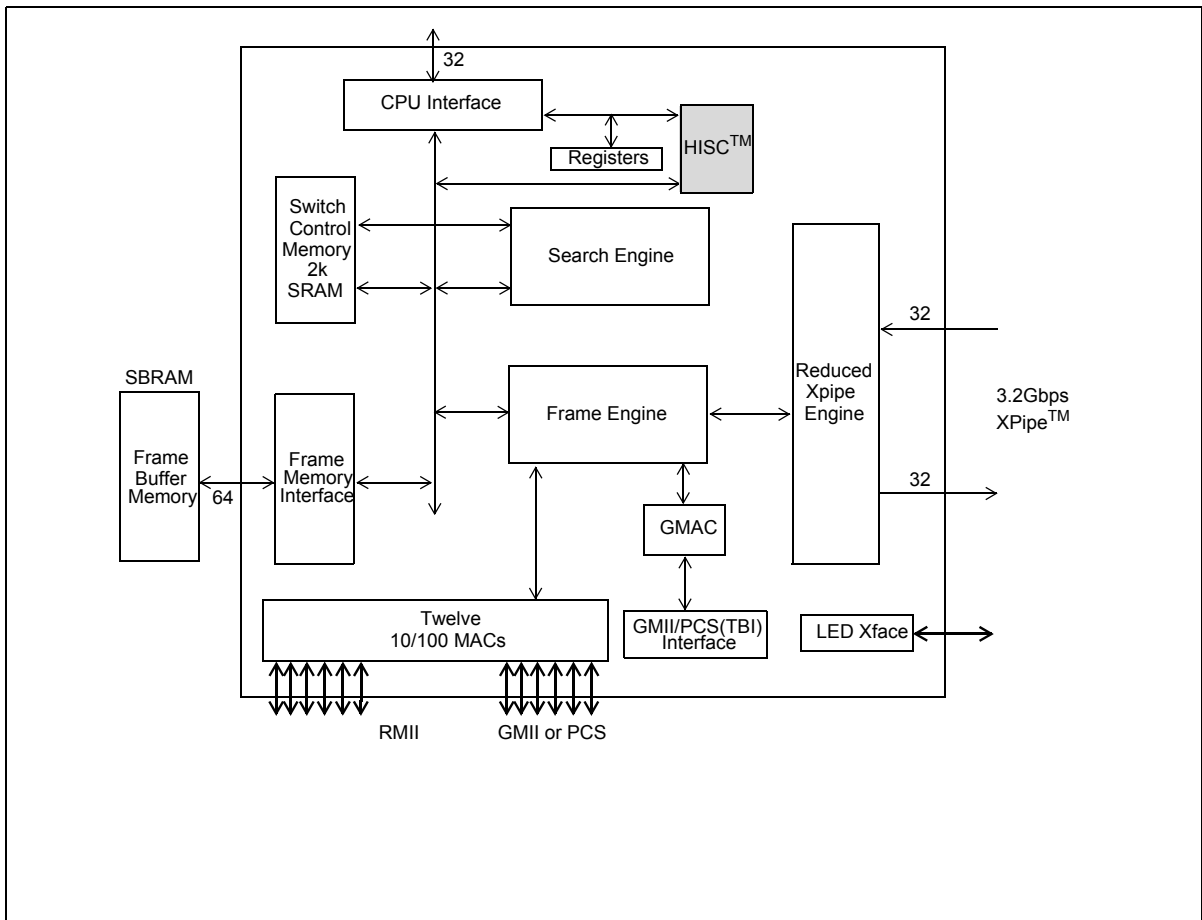 32
CPU Interface
HISC™
Registers
Switch
Control
Memory
2k
SRAM
Search Engine
32
SBRAM
Reduced
Xpipe
Engine
3.2Gbps
XPipe™
Frame Engine
Frame
Buffer
Memory
64
Frame
Memory
Interface
32
GMAC
Twelve
10/100 MACs
GMII/PCS(TBI)
Interface
LED Xface
RMII
GMII or PCS